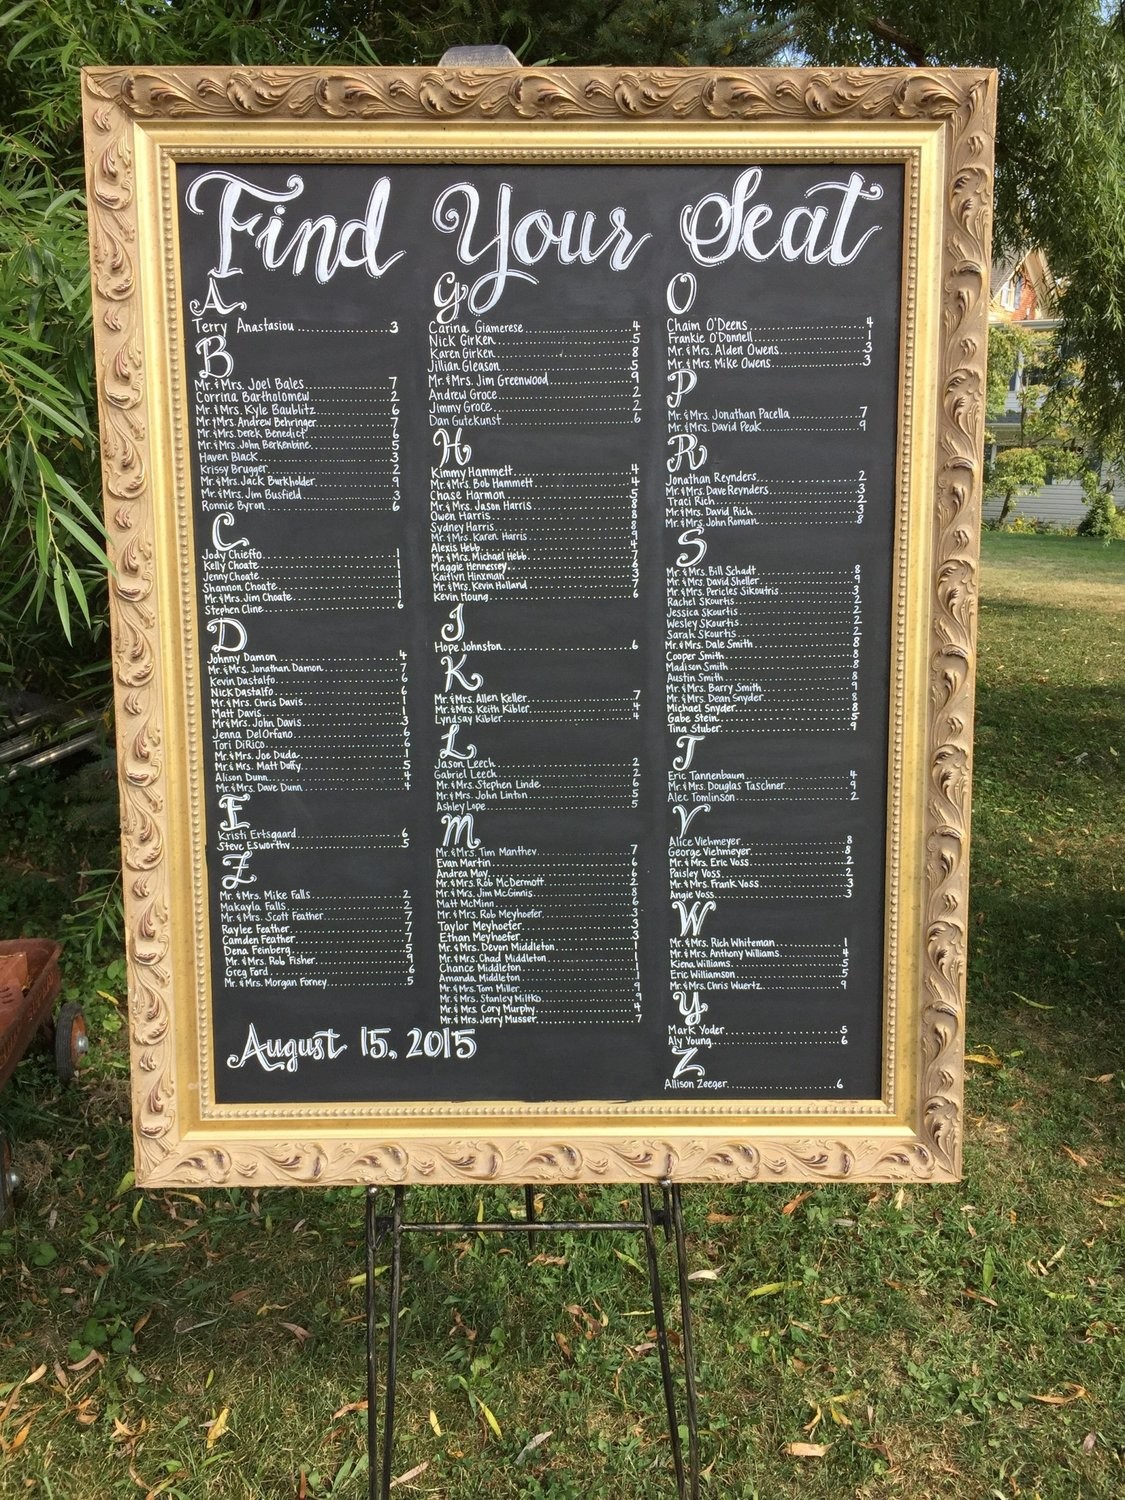 Find Your Seat
A
Terry Anastasiou 3
B
Mr. & Mrs. Joel Bales 7
Corrina Bartholomew 2
Mr. & Mrs. Kyle Baublitz 6
Mr. & Mrs. Andrew Behringer 7
Mr. & Mrs. Derek Benedict 6
Mr. & Mrs. John Berkenbine 5
Haven Black 3
Krissy Brugger 2
Mr. & Mrs. Jack Burkholder 9
Mr. & Mrs. Jim Busfield 3
Ronnie Byron 6
C
Jody Chieffo 1
Kelly Choate 1
Jenny Choate 1
Shannon Choate 1
Mr. & Mrs. Jim Choate 1
Stephen Cline 6
D
Johnny Damon 4
Mr. & Mrs. Jonathan Damon 7
Kevin Dastalfo 6
Nick Dastalfo 6
Mr. & Mrs. Chris Davis
Matt Davis 1
Mr & Mrs. John Davis 3
Jenna DelOrfano 6
Tori DiRico 6
Mr. & Mrs. Joe Duda 1
Mr. & Mrs. Matt Duffy 5
Alison Dunn 4
Mr. & Mrs. Dave Dunn 4
E
Kristi Ertsgaard 6
Steve Esworthy 5
F
Mr. & Mrs. Mike Falls 2
Makayla Falls 2
Mr. & Mrs. Scott Feather 7
Raylee Feather 7
Camden Feather 7
Dena Feinberg 5
Mr. & Mrs. Rob Fisher 9
Greg Ford 6
Mr. & Mrs. Morgan Forney 5
August 15, 2015
G
Carina Giamerese 4
Nick Girken 5
Karen Girken 8
Jillian Gleason 5
Mr. & Mrs. Jim Greenwood 9
Andrew Groce 2
Jimmy Groce 2
Dan Gutekunst 6
H
Kimmy Hammett 4
Mr. & Mrs. Bob Hammett 4
Chase Harmon 5
Mr. & Mrs. Jason Harris 8
Owen Harris 8
Sydney Harris 8
Mr. & Mrs. Karen Harris 9
Alexis Hebb 4
Mr. & Mrs. Michael Hebb 7
Maggie Hennessey 6
Kaitlyn Hinxman 3
Mr. & Mrs. Kevin Holland 7
Kevin Houng 6
J
Hope Johnston 6
K
Mr. & Mrs. Allen Keller 7
Mr. & Mrs. Keith Kibler 4
Lyndsay Kibler 4
L
Jason Leech 2
Gabriel Leech 2
Mr. & Mrs. Stephen Linde 6
Mr. & Mrs. John Linton 5
Ashley Lope 5
M
Mr. & Mrs. Tim Manthey 7
Evan Martin 6
Andrea May 6
Mr. & Mrs. Rob McDermott 2
Mr. & Mrs. Jim McGinnis 8
Matt McMinn 6
Mr. & Mrs. Rob Meyhoefer 3
Taylor Meyhoefer 3
Ethan Meyhoefer 3
Mr. & Mrs. Devon Middleton 1
Mr. & Mrs. Chad Middleton 1
Chance Middleton 1
Amanda Middleton 1
Mr. & Mrs. Tom Miller 9
Mr. & Mrs. Stanley Mittko 9
Mr. & Mrs. Cory Murphy 4
Mr. & Mrs. Jerry Musser 7
O
Chaim O'Deens 4
Frankie O'Donnell 1
Mr. & Mrs. Alden Owens 3
Mr. & Mrs. Mike Owens 3
P
Mr. & Mrs. Jonathan Pacella 7
Mr. & Mrs. David Peak 9
R
Jonathan Reynders 2
Mr. & Mrs. Dave Reynders 3
Traci Rich 2
Mr. & Mrs. David Rich 3
Mr. & Mrs. John Roman 8
S
Mr. & Mrs. Bill Schadt 8
Mr. & Mrs. David Sheller 9
Mr. & Mrs. Pericles Sikoutris 3
Rachel Skourtis 2
Jessica Skourtis 2
Wesley Skourtis 2
Sarah Skourtis 2
Mr. & Mrs. Dale Smith 8
Cooper Smith 8
Madison Smith 8
Austin Smith 8
Mr. & Mrs. Barry Smith 9
Mr. & Mrs. Dean Snyder 8
Michael Snyder 8
Gabe Stein 5
Tina Stuber 9
T
Eric Tannenbaum 4
Mr. & Mrs. Douglas Taschner 9
Alec Tomlinson 2
V
Alice Viehmeyer 8
George Viehmeyer 8
Mr. & Mrs. Eric Voss 2
Paisley Voss 2
Mr. & Mrs. Frank Voss 3
Angie Voss 3
W
Mr. & Mrs. Rich Whiteman 1
Mr. & Mrs. Anthony Williams 4
Kiena Williams 5
Eric Williamson 5
Mr. & Mrs. Chris Wuertz 9
Y
Mark Yoder 5
Aly Young 6
Z
Allison Zeeger 6